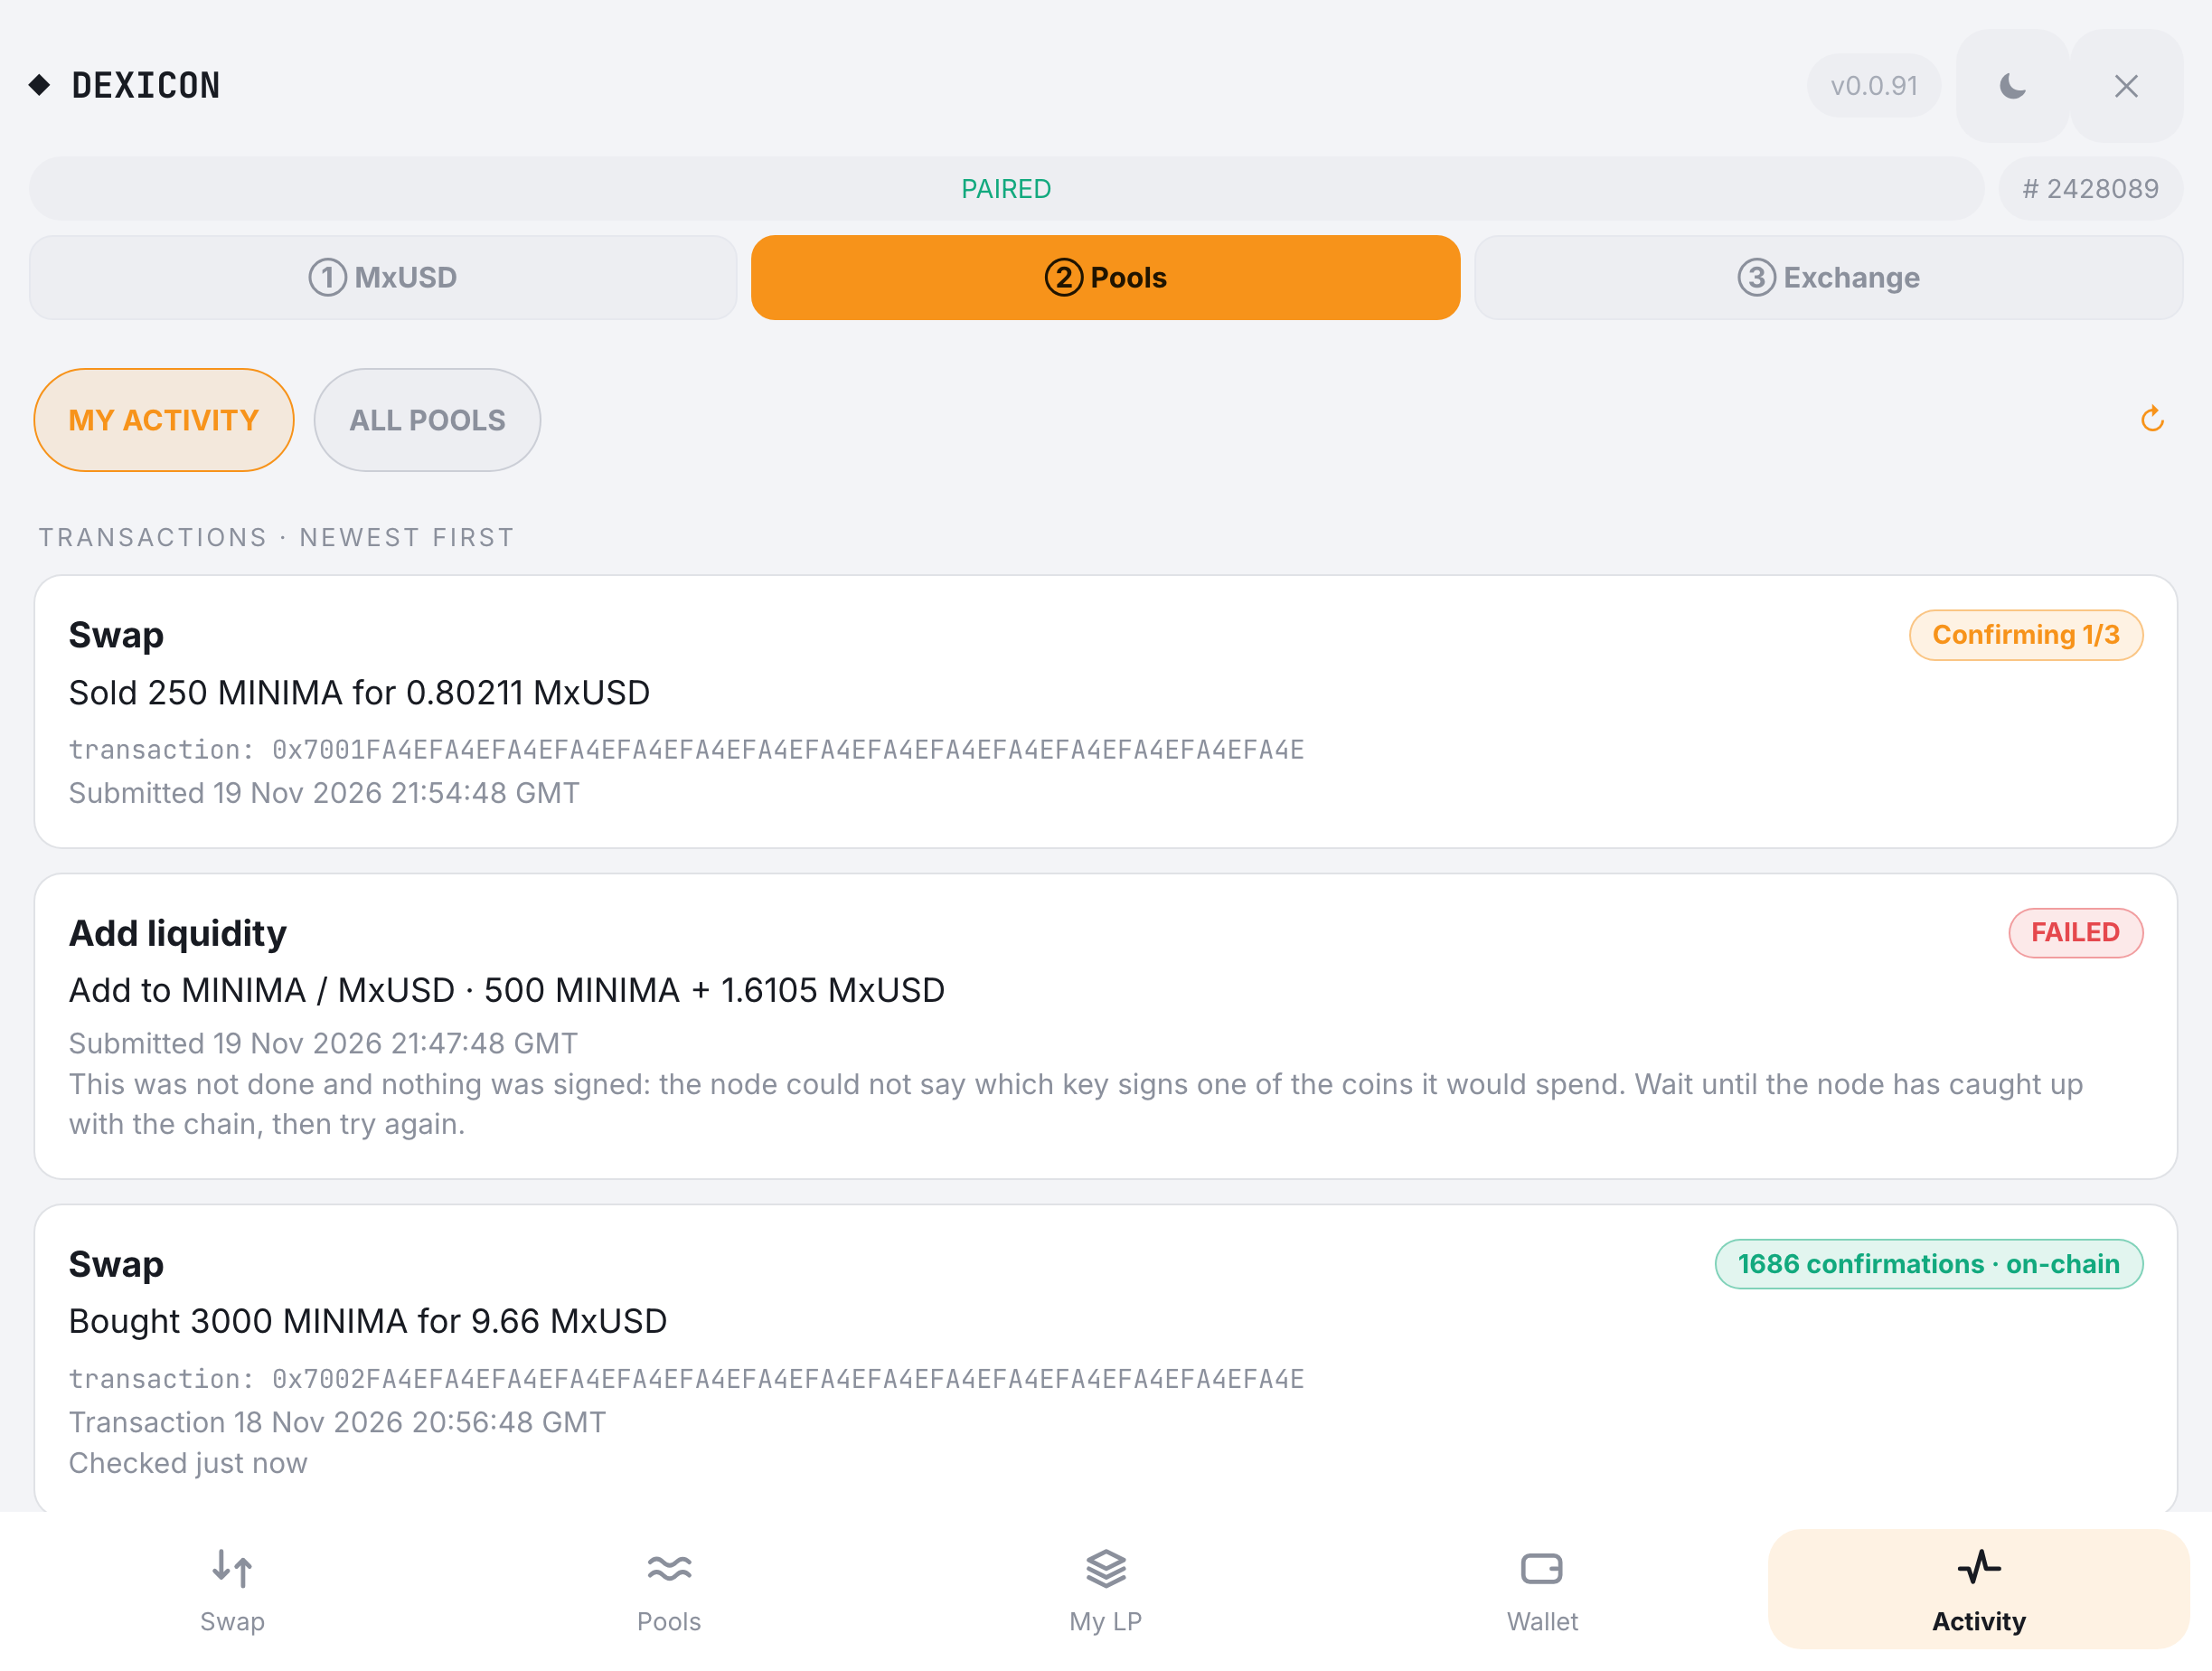 DEXICON
v0.0.91
PAIRED
# 2428089
1 MxUSD
2 Pools
3 Exchange
MY ACTIVITY
ALL POOLS
TRANSACTIONS · NEWEST FIRST
Swap
Confirming 1/3
Sold 250 MINIMA for 0.80211 MxUSD
transaction: 0x7001FA4EFA4EFA4EFA4EFA4EFA4EFA4EFA4EFA4EFA4EFA4EFA4EFA4EFA4EFA4E
Submitted 19 Nov 2026 21:54:48 GMT
Add liquidity
FAILED
Add to MINIMA / MxUSD · 500 MINIMA + 1.6105 MxUSD
Submitted 19 Nov 2026 21:47:48 GMT
This was not done and nothing was signed: the node could not say which key signs one of the coins it would spend. Wait until the node has caught up
with the chain, then try again.
Swap
1686 confirmations · on-chain
Bought 3000 MINIMA for 9.66 MxUSD
transaction: 0x7002FA4EFA4EFA4EFA4EFA4EFA4EFA4EFA4EFA4EFA4EFA4EFA4EFA4EFA4EFA4E
Transaction 18 Nov 2026 20:56:48 GMT
Checked just now
Swap
Pools
My LP
Wallet
Activity